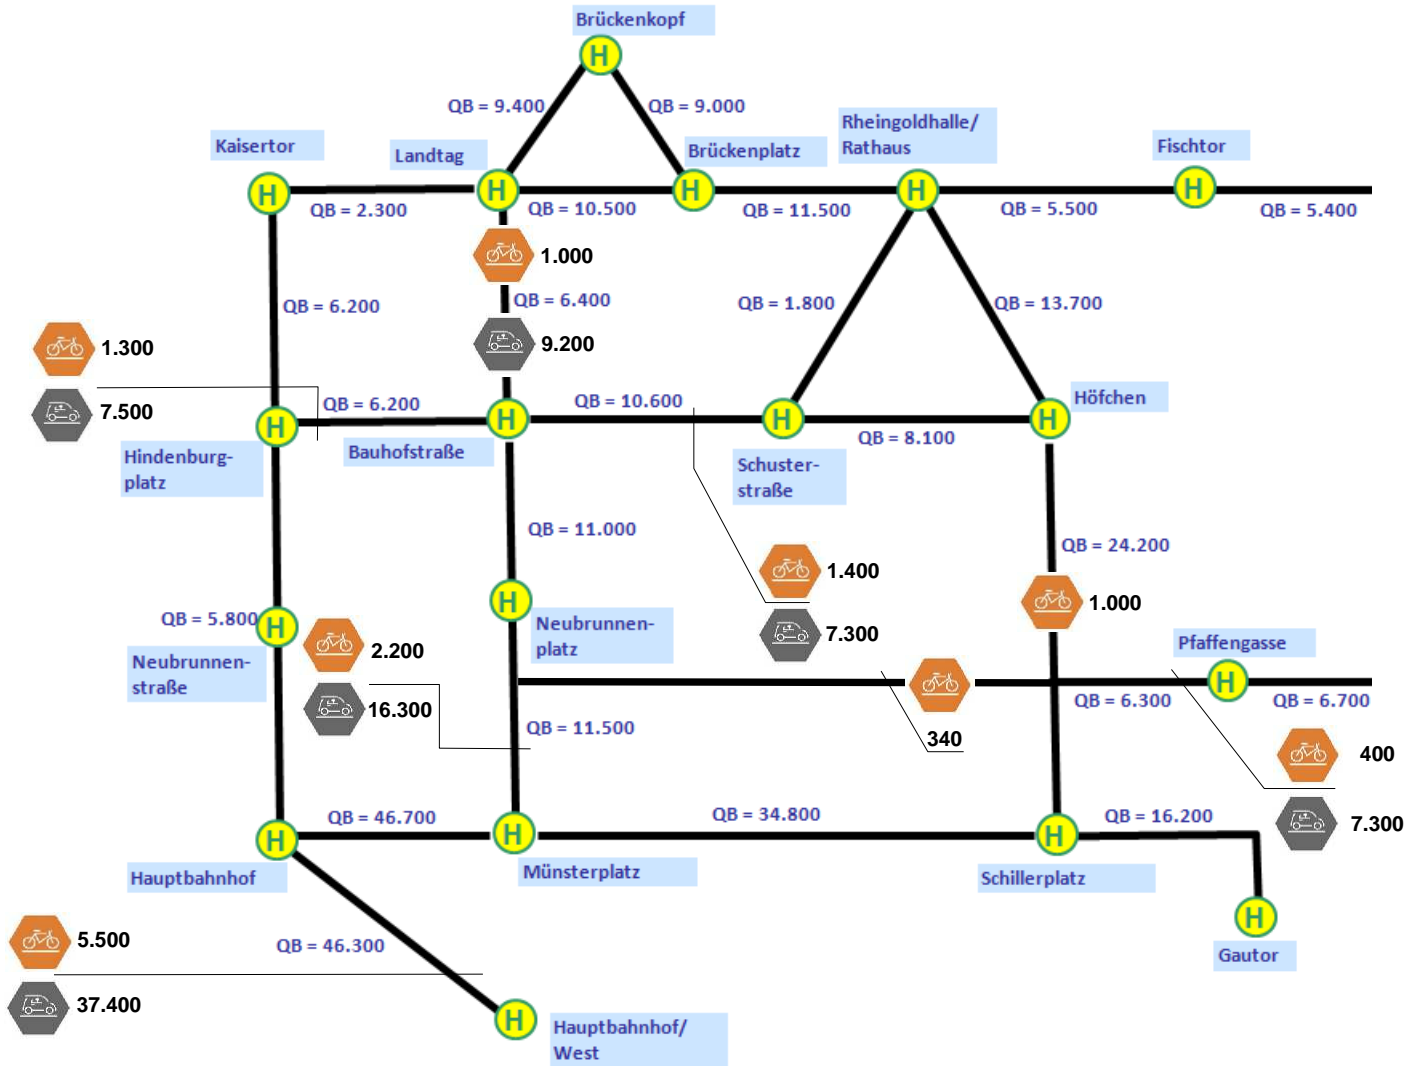 Brückenkopf
H
QB = 9.400
QB = 9.000
Rheingoldhalle/
Rathaus
Kaisertor
Landtag
Brückenplatz
Fischtor
H
H
H
H
H
QB = 2.300
QB = 10.500
QB = 11.500
QB = 5.500
QB = 5.400
1.000
QB = 6.200
QB = 6.400
QB = 1.800
QB = 13.700
1.300
9.200
7.500
QB = 6.200
QB = 10.600
Höfchen
H
H
H
H
QB = 8.100
Hindenburg-
platz
Bauhofstraße
Schuster-
straße
QB = 11.000
QB = 24.200
1.400
1.000
H
QB = 5.800
H
Neubrunnen-
straße
2.200
Neubrunnen-
platz
7.300
Pfaffengasse
H
16.300
QB = 11.500
340
QB = 6.300
QB = 6.700
400
7.300
QB = 46.700
QB = 34.800
QB = 16.200
H
H
H
Hauptbahnhof
Münsterplatz
Schillerplatz
H
Gautor
5.500
QB = 46.300
37.400
H
Hauptbahnhof/
West